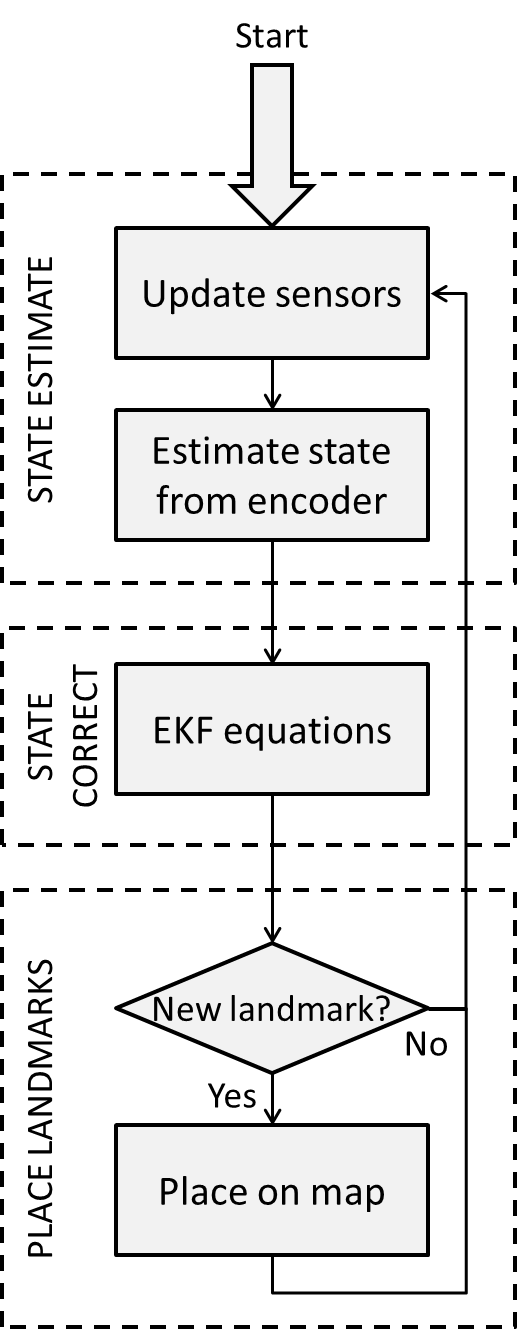 Start
STATE ESTIMATE
Update sensors
Estimate state
from encoder
STATE
CORRECT
EKF equations
PLACE LANDMARKS
New landmark?
No
Yes
Place on map